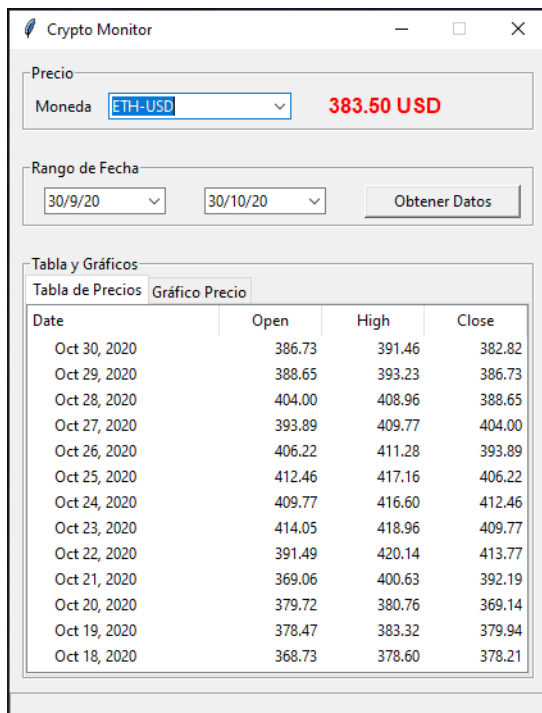 Crypto Monitor
Precio
Moneda ETH-USD 383.50 USD
Rango de Fecha
30/9/20 30/10/20 Obtener Datos
Tabla y Gráficos
Tabla de Precios Gráfico Precio
Date Open High Close
Oct 30, 2020 386.73 391.46 382.82
Oct 29, 2020 388.65 393.23 386.73
Oct 28, 2020 404.00 408.96 388.65
Oct 27, 2020 393.89 409.77 404.00
Oct 26, 2020 406.22 411.28 393.89
Oct 25, 2020 412.46 417.16 406.22
Oct 24, 2020 409.77 416.60 412.46
Oct 23, 2020 414.05 418.96 409.77
Oct 22, 2020 391.49 420.14 413.77
Oct 21, 2020 369.06 400.63 392.19
Oct 20, 2020 379.72 380.76 369.14
Oct 19, 2020 378.47 383.32 379.94
Oct 18, 2020 368.73 378.60 378.21